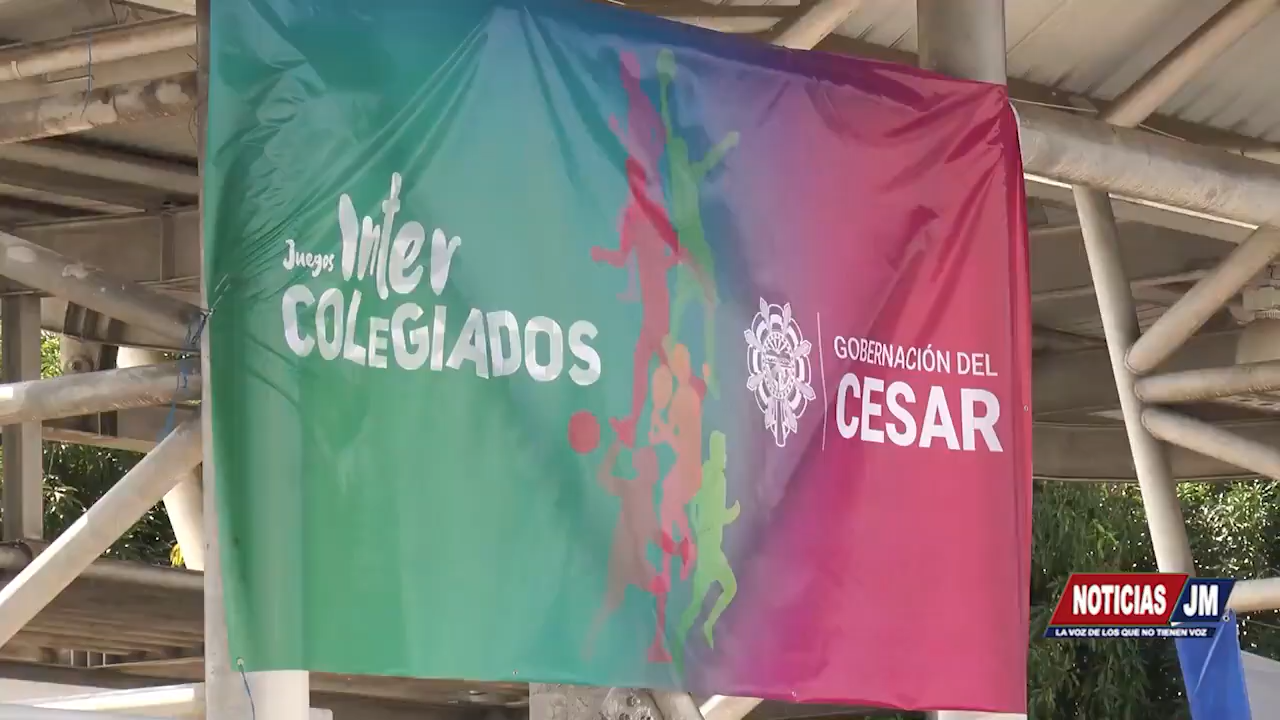 Juegos Inter
COLEGIADOS
GOBERNACIÓN DEL
CESAR
NOTICIAS JM
LA VOZ DE LOS QUE NO TIENEN VOZ